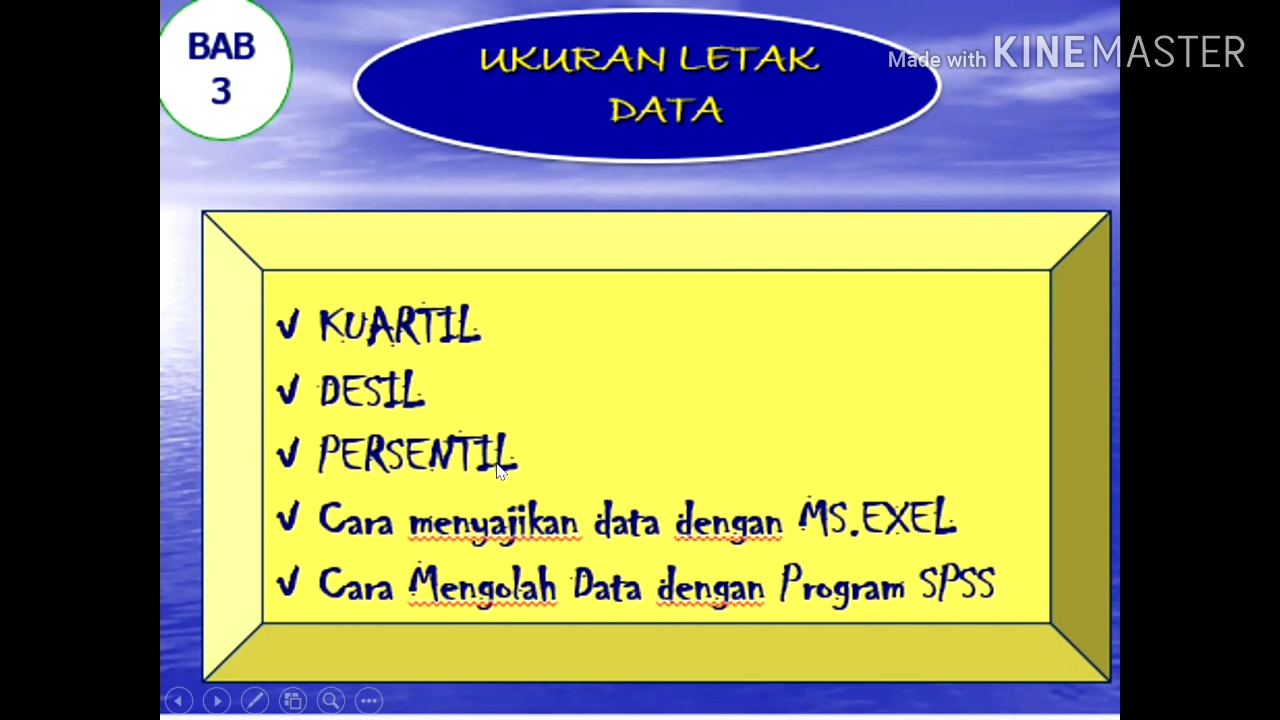 BAB
3
UKURAN LETAK
DATA
Made with KINEMASTER
√ KUARTIL
√ DESIL
√ PERSENTIL
√ Cara menyajikan data dengan MS.EXEL
√ Cara Mengolah Data dengan Program SPSS